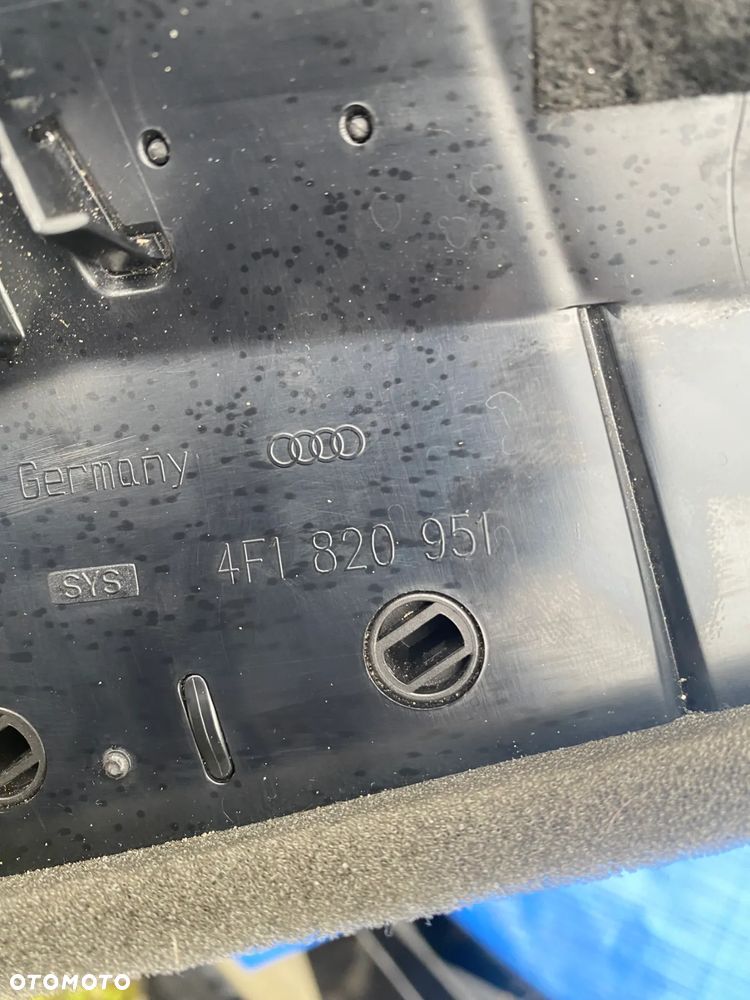 Germany
4F1 820 951
SYS
OTOMOTO